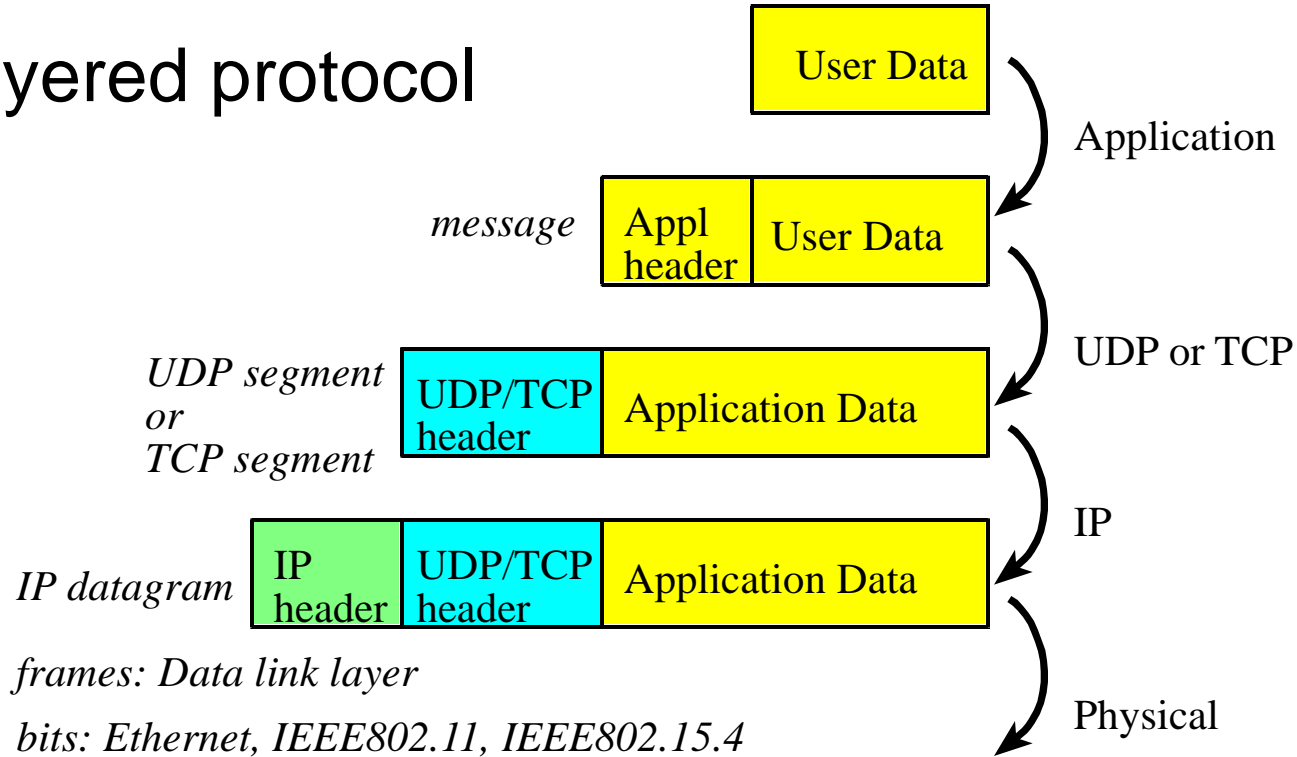 yered protocol
User Data
Application
message
Appl
header
User Data
UDP or TCP
UDP segment
or
TCP segment
UDP/TCP
header
Application Data
IP
IP datagram
IP
header
UDP/TCP
header
Application Data
frames: Data link layer
Physical
bits: Ethernet, IEEE802.11, IEEE802.15.4